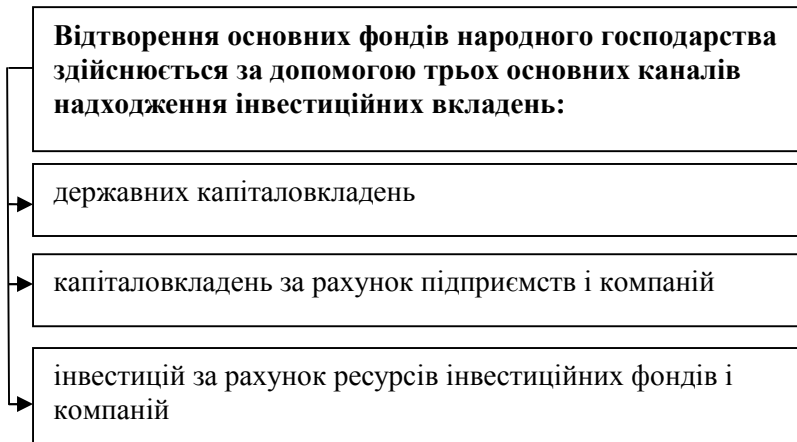 Відтворення основних фондів народного господарства
здійснюється за допомогою трьох основних каналів
надходження інвестиційних вкладень:
державних капіталовкладень
капіталовкладень за рахунок підприємств і компаній
інвестицій за рахунок ресурсів інвестиційних фондів і
компаній